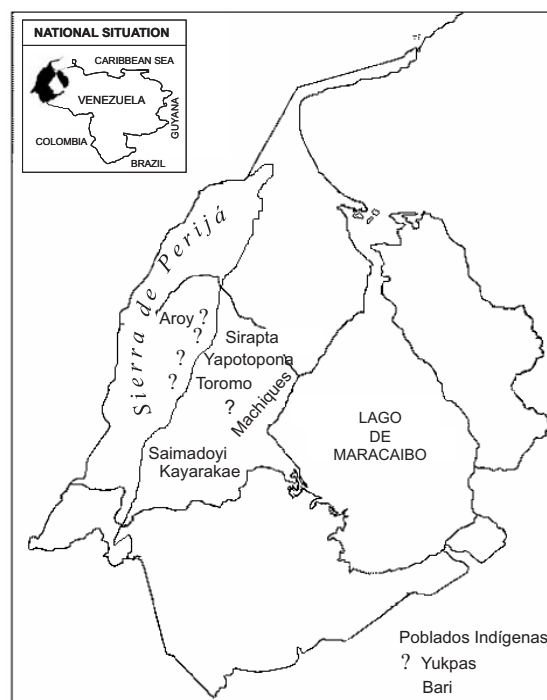 NATIONAL SITUATION
CARIBBEAN SEA
VENEZUELA
GUYANA
COLOMBIA
BRAZIL
Sierra de Perijá
Aroy ?
?
Sirapta
?
Yapotopona
?
Toromo
?
Machiques
Saimadoyi
Kayarakae
LAGO
DE
MARACAIBO
Poblados Indígenas
? Yukpas
Bari